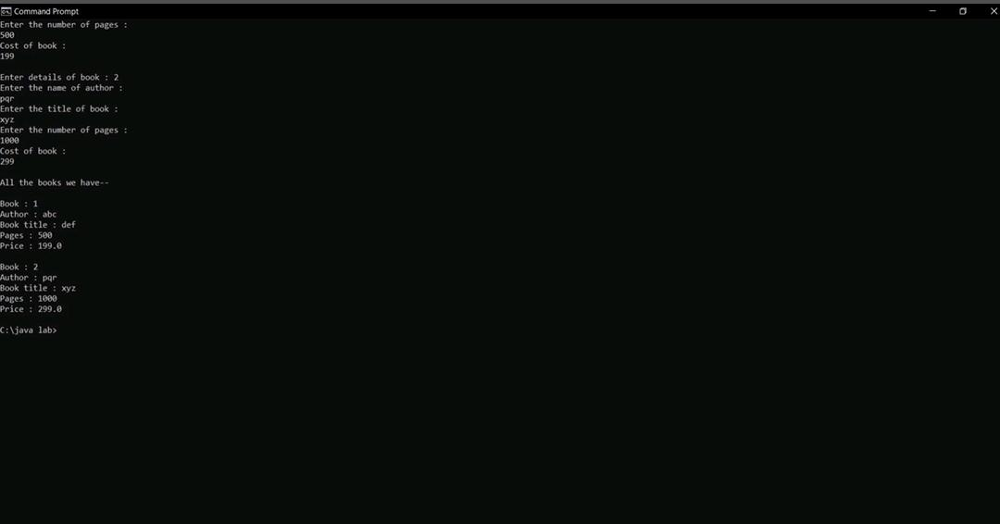 Command Prompt
Enter the number of pages :
500
Cost of book :
199
Enter details of book : 2
Enter the name of author :
pqr
Enter the title of book :
xyz
Enter the number of pages :
1000
Cost of book :
299
All the books we have--
Book : 1
Author : abc
Book title : def
Pages : 500
Price : 199.0
Book : 2
Author : pqr
Book title : xyz
Pages : 1000
Price : 299.0
C:\java lab>